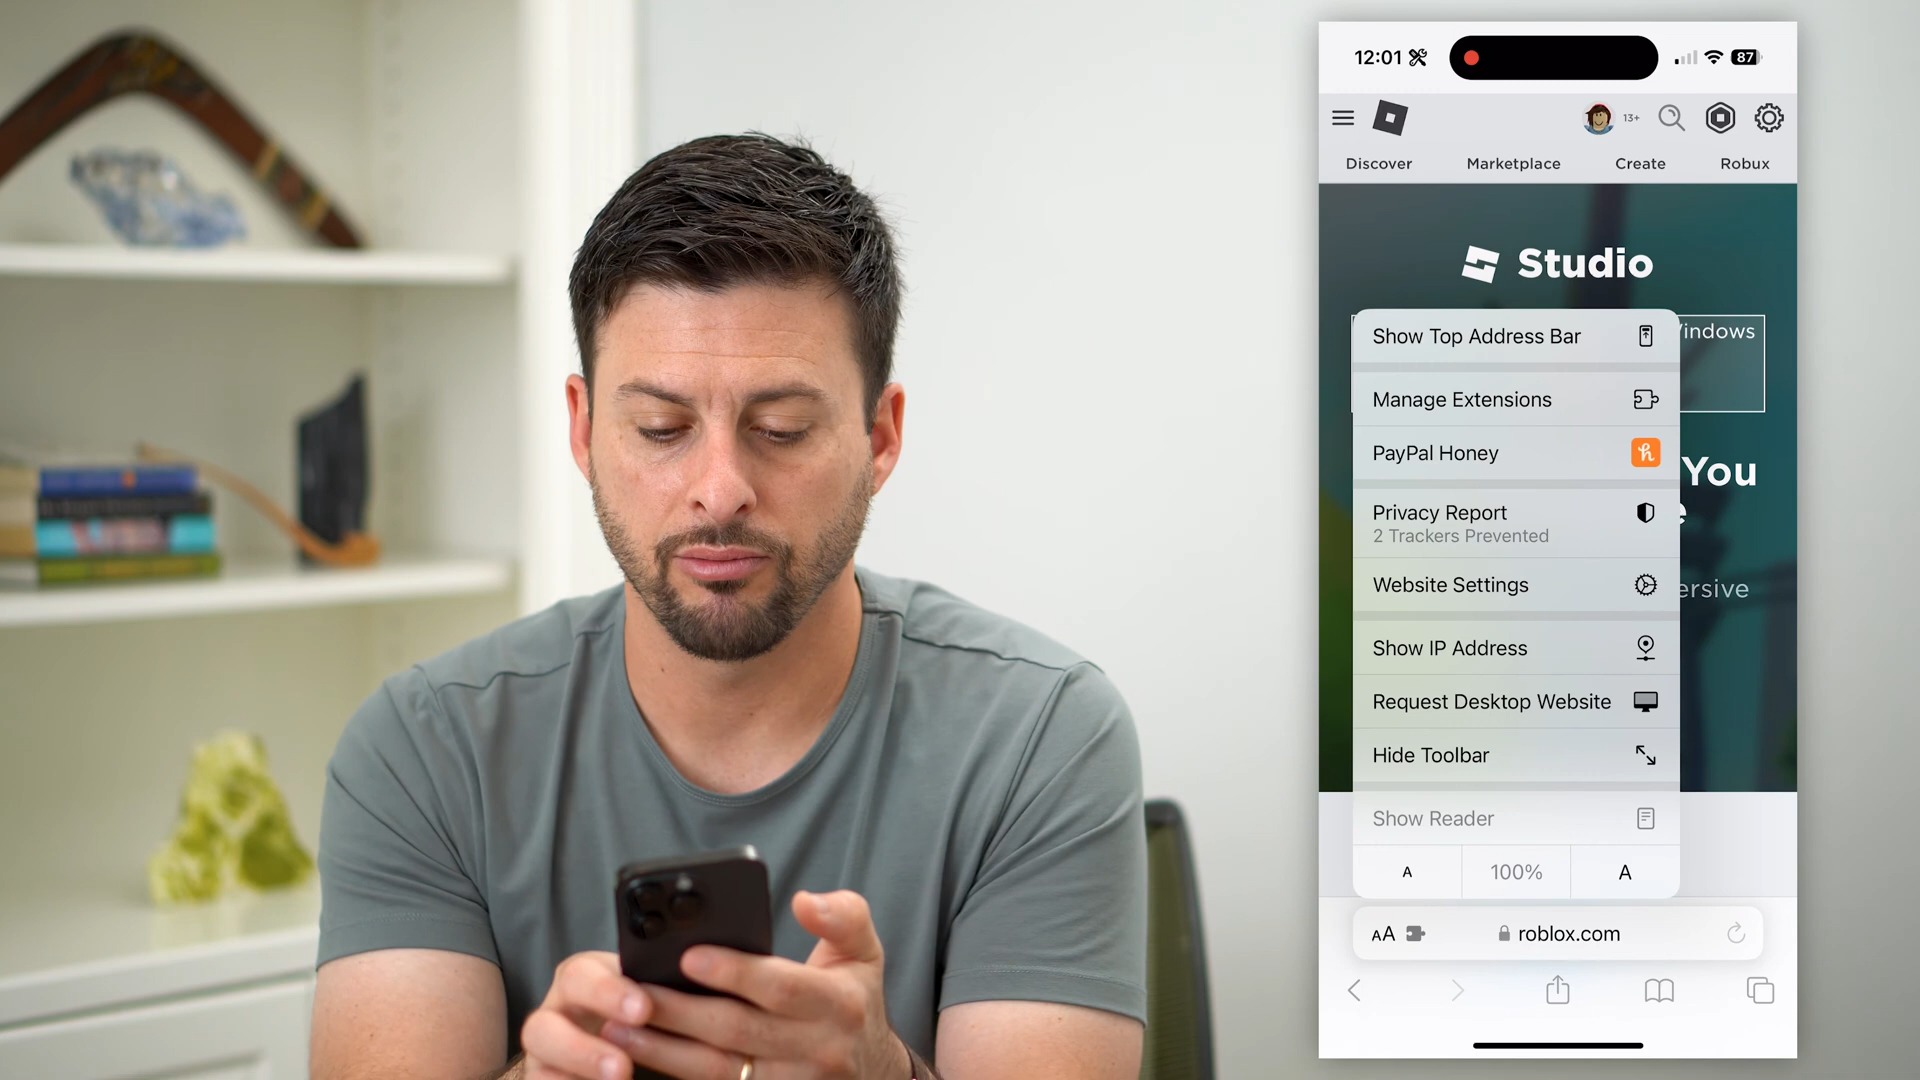 12:01
87
13+
Discover Marketplace Create Robux
Studio
Show Top Address Bar
indows
Manage Extensions
PayPal Honey
You
Privacy Report
2 Trackers Prevented
Website Settings
ersive
Show IP Address
Request Desktop Website
Hide Toolbar
Show Reader
A 100% A
AA roblox.com